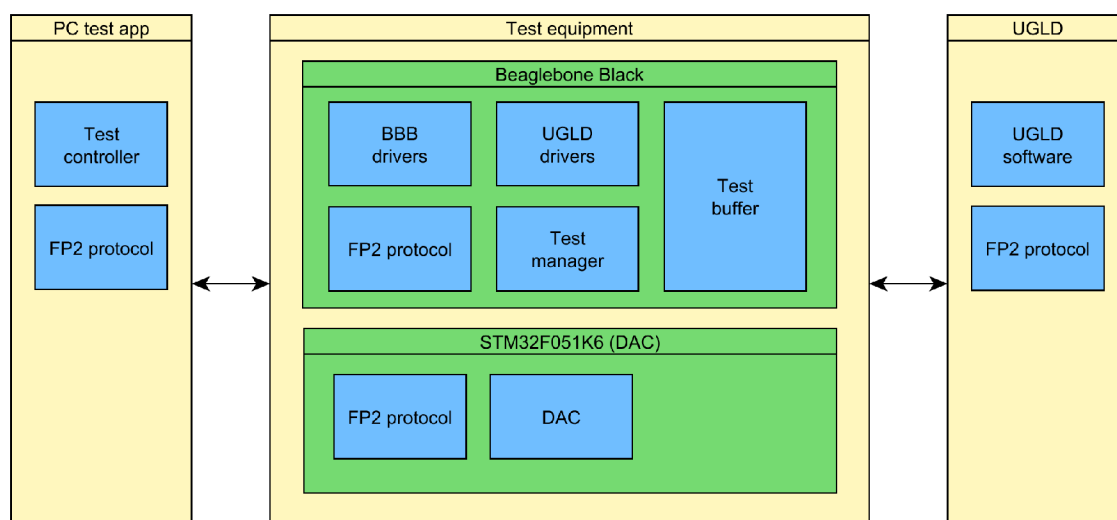 PC test app
Test
controller
FP2 protocol
Test equipment
Beaglebone Black
BBB
drivers
UGLD
drivers
Test
buffer
FP2 protocol
Test
manager
STM32F051K6 (DAC)
FP2 protocol
DAC
UGLD
UGLD
software
FP2 protocol